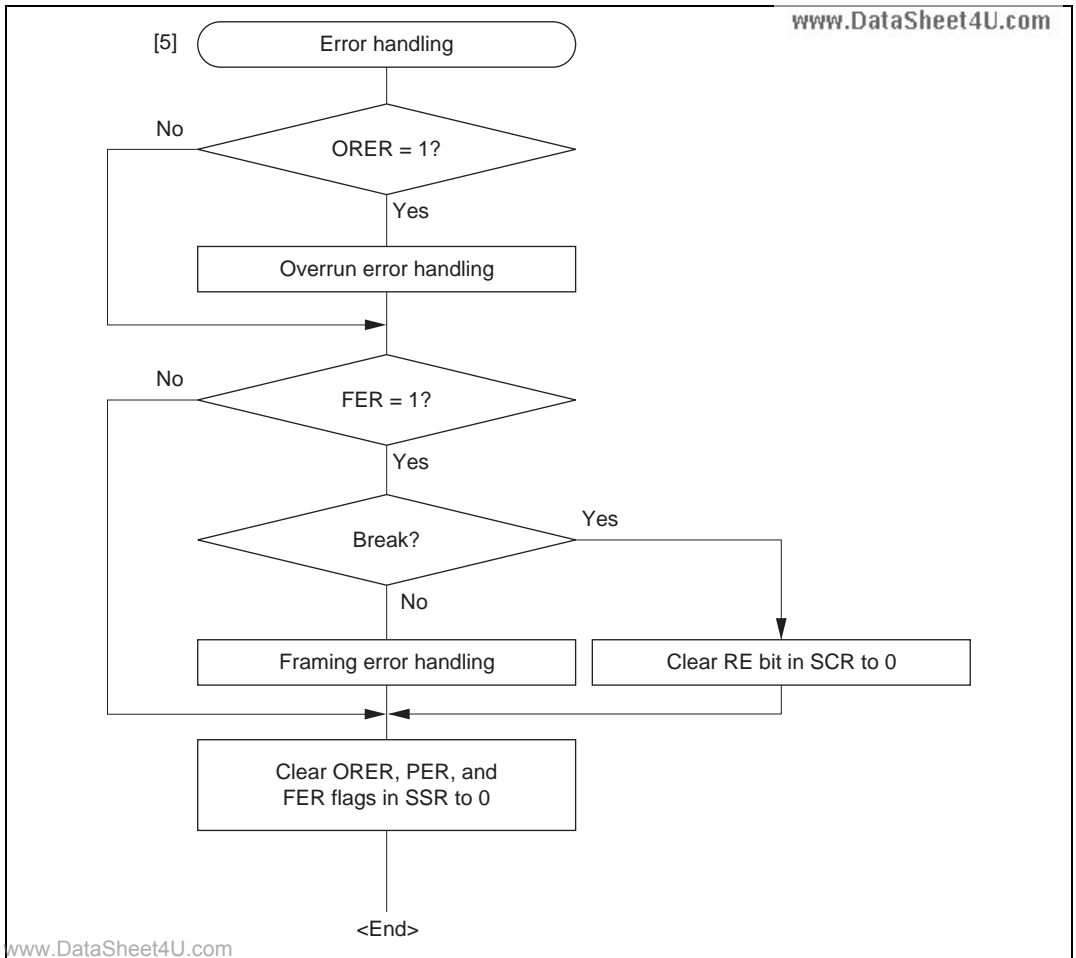 www.DataSheet4U.com
[5]
Error handling
No
ORER = 1?
Yes
Overrun error handling
No
FER = 1?
Yes
Break?
Yes
No
Framing error handling
Clear RE bit in SCR to 0
Clear ORER, PER, and
FER flags in SSR to 0
<End>
www.DataSheet4U.com